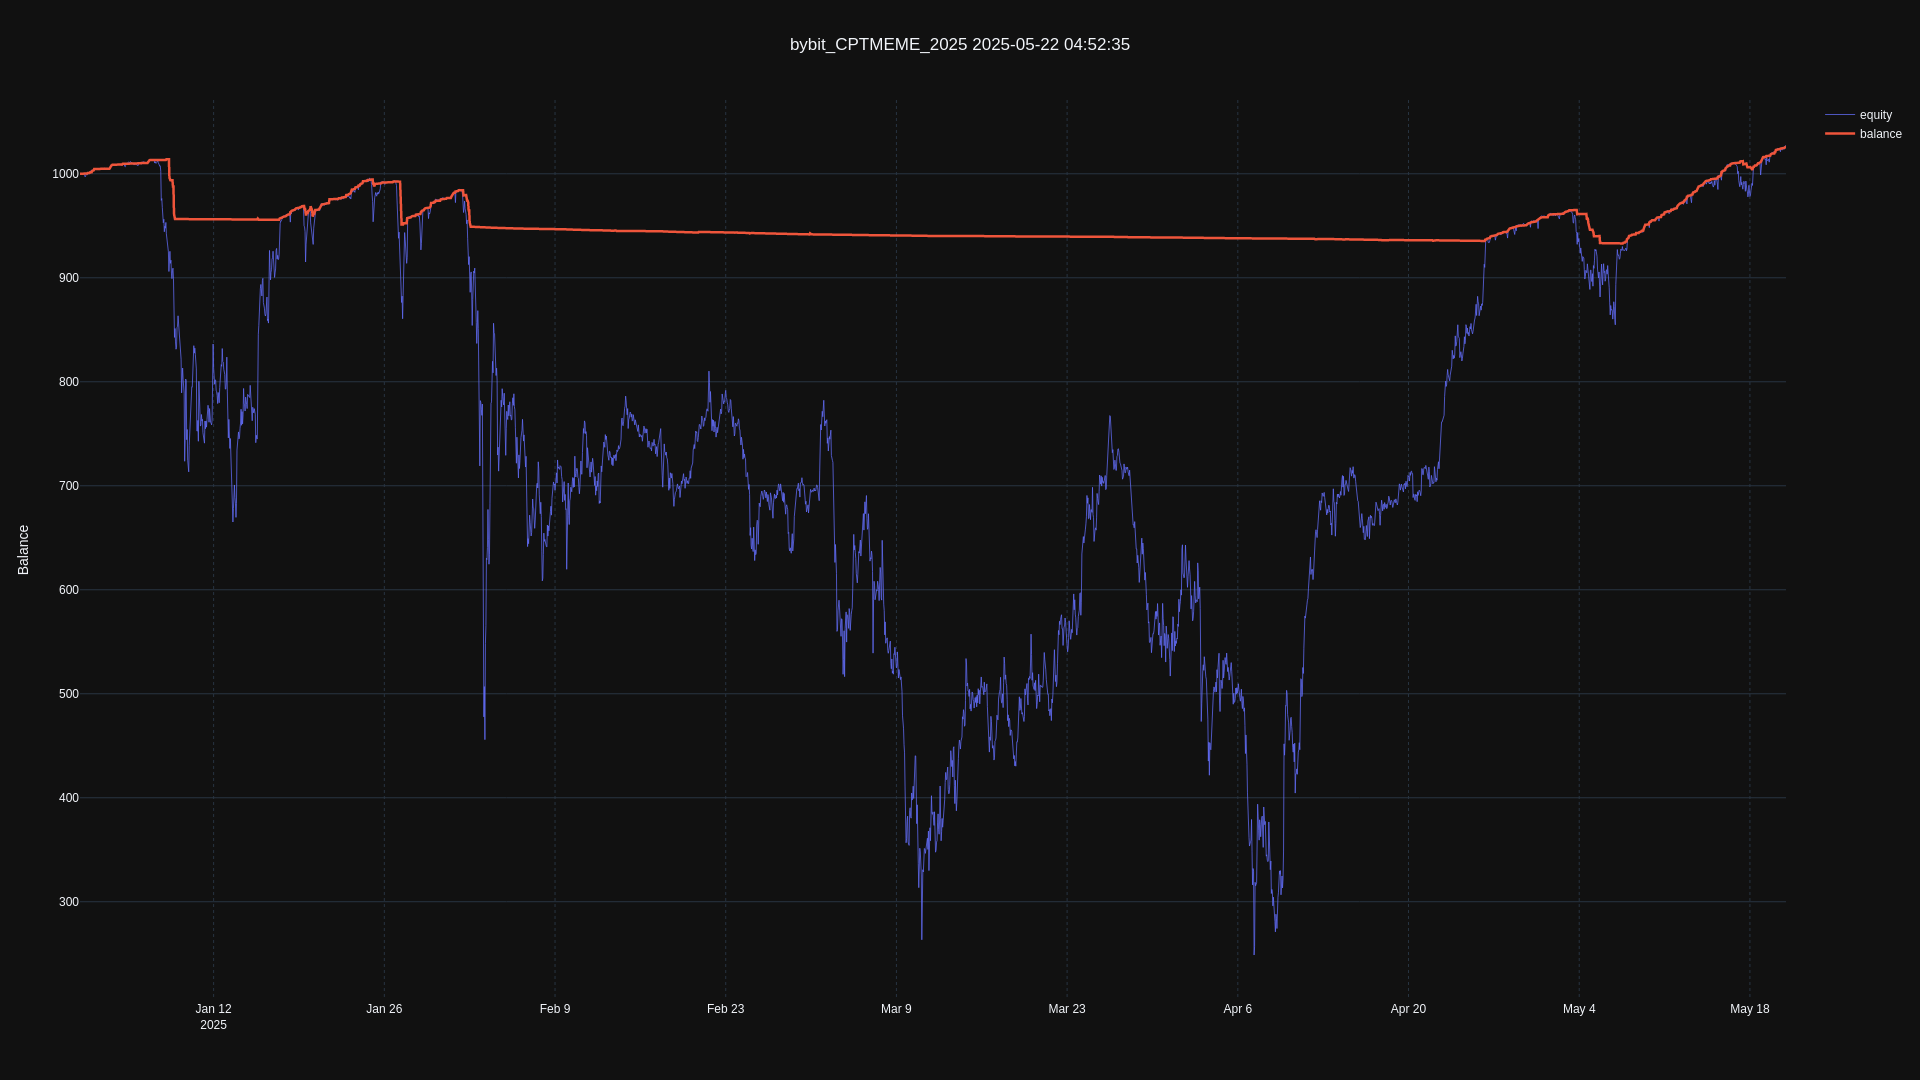 bybit_CPTMEME_2025 2025-05-22 04:52:35
equity
balance
Balance
1000
900
800
700
600
500
400
300
Jan 12
2025
Jan 26
Feb 9
Feb 23
Mar 9
Mar 23
Apr 6
Apr 20
May 4
May 18